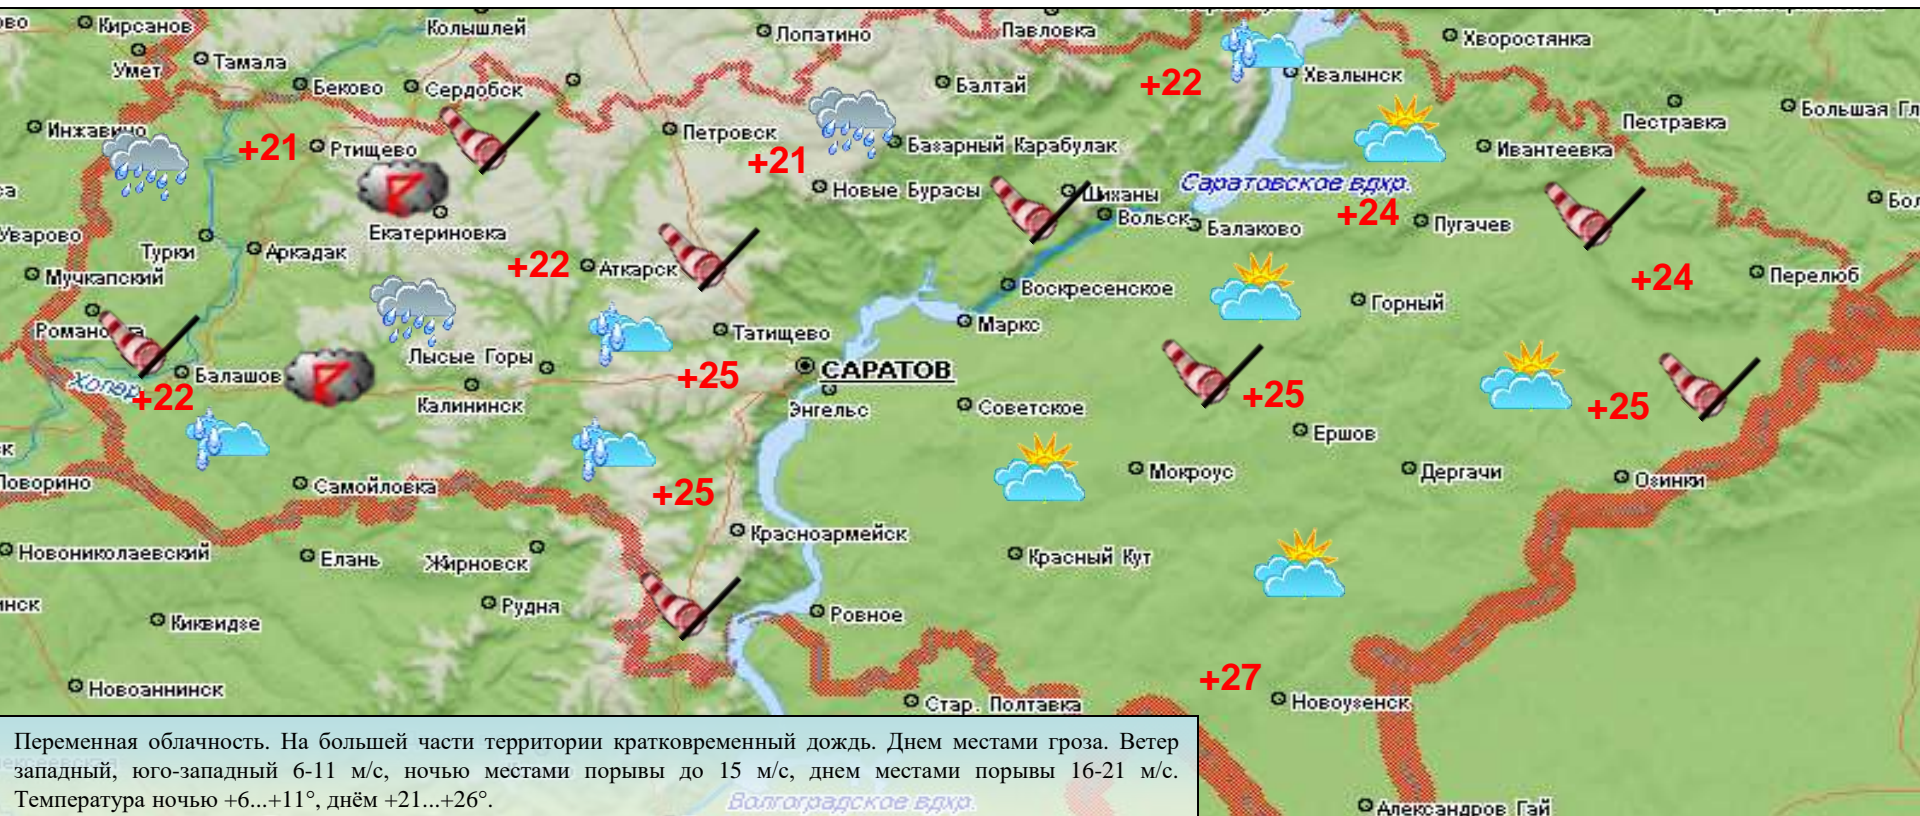 Кирсанов
Колышлей
Лопатино
Павловка
Хворостянка
Умет
Тамала
Беково
Сердобск
Балтай
+22
Хвалынск
Пестравка
Большая Гл
Инжавино
+21
Ртищево
Петровск
+21
Базарный Карабулак
Ивантеевка
Новые Бурасы
Шиханы
Саратовское вдхр.
+24
Уварово
Екатериновка
Вольск
Балаково
Пугачев
Турки
Аркадак
+22
Аткарск
Мучкапский
Воскресенское
Горный
+24
Перелюб
Татищево
Маркс
Лысые Горы
САРАТОВ
Хопер
+22
Балашов
+25
Калининск
Энгельс
Советское
+25
+25
Ершов
Поворино
Самойловка
+25
Мокроус
Дергачи
Озинки
Новониколаевский
Елань
Жирновск
Красноармейск
Красный Кут
Рудня
Киквидзе
Ровное
Новоаннинск
Стар. Полтавка
+27
Новоузенск
Переменная облачность. На большей части территории кратковременный дождь. Днем местами гроза. Ветер
западный, юго-западный 6-11 м/с, ночью местами порывы до 15 м/с, днем местами порывы 16-21 м/с.
Температура ночью +6...+11°, днём +21...+26°.
Волгоградское вдхр.
Александров Гай